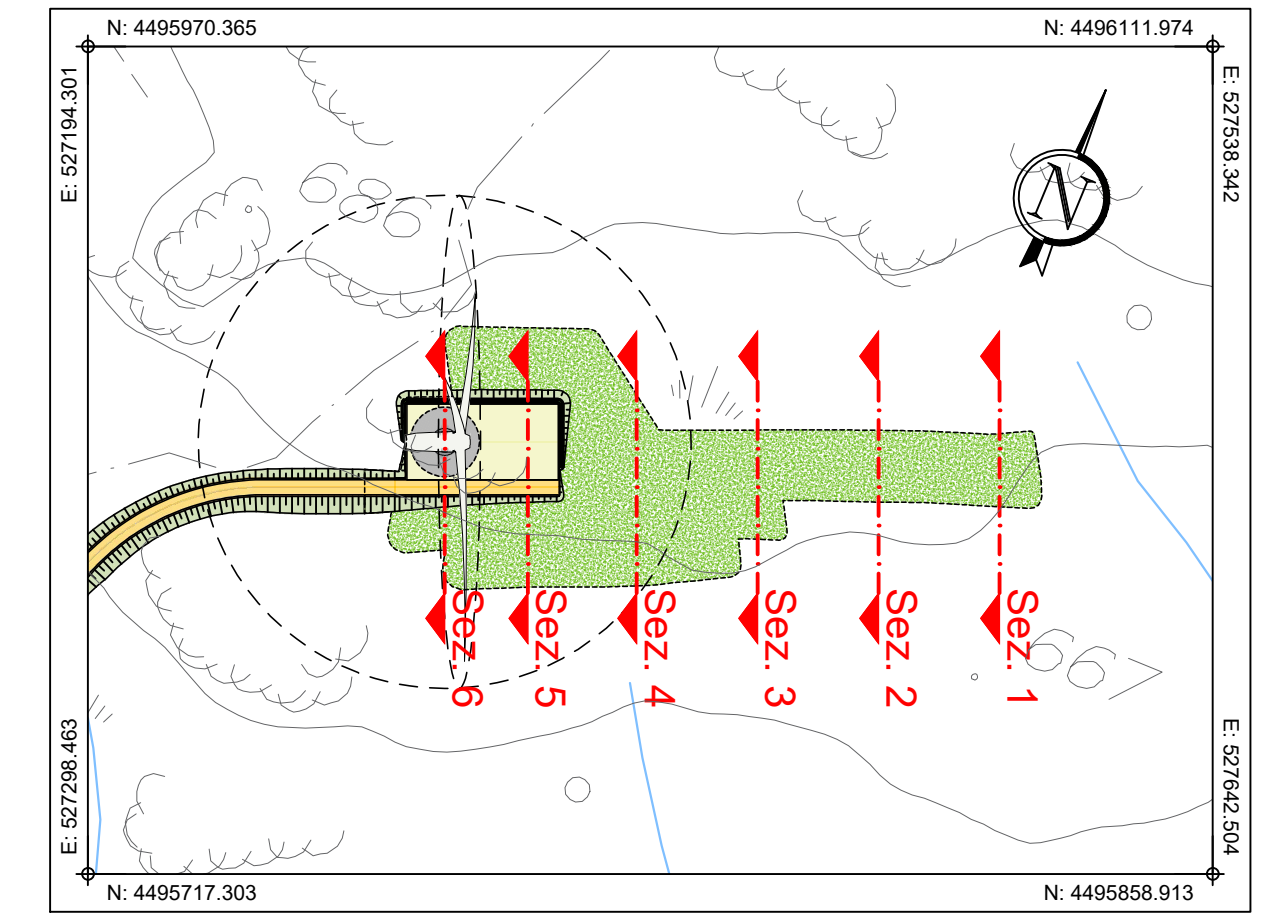 N: 4495970.365
N: 4496111.974
E: 527194.301
E: 527538.342
N
Sez. 6
Sez. 5
Sez. 4
Sez. 3
Sez. 2
Sez. 1
E: 527298.463
E: 527642.504
N: 4495717.303
N: 4495858.913